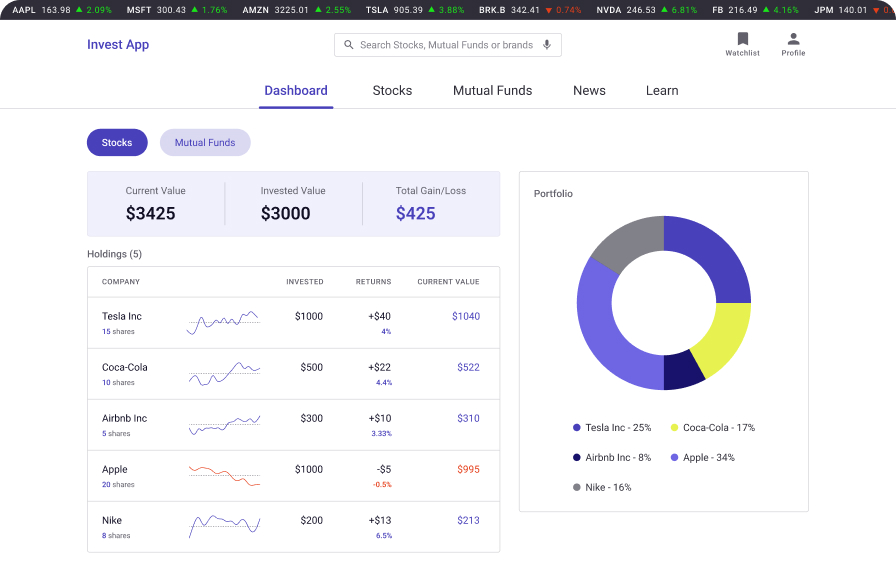 AAPL 163.98 ▲ 2.09% MSFT 300.43 ▲ 1.76% AMZN 3225.01 ▲ 2.55% TSLA 905.39 ▲ 3.88% BRK.B 342.41 ▼ 0.74% NVDA 246.53 ▲ 6.81% FB 216.49 ▲ 4.16% JPM 140.01 ▼
Invest App
Search Stocks, Mutual Funds or brands
Watchlist Profile
Dashboard Stocks Mutual Funds News Learn
Stocks Mutual Funds
Current Value Invested Value Total Gain/Loss
$3425 $3000 $425
Holdings (5)
COMPANY INVESTED RETURNS CURRENT VALUE
Tesla Inc $1000 +$40 $1040
15 shares 4%
Coca-Cola $500 +$22 $522
10 shares 4.4%
Airbnb Inc $300 +$10 $310
5 shares 3.33%
Apple $1000 -$5 $995
20 shares -0.5%
Nike $200 +$13 $213
8 shares 6.5%
Portfolio
Tesla Inc - 25% Coca-Cola - 17%
Airbnb Inc - 8% Apple - 34%
Nike - 16%